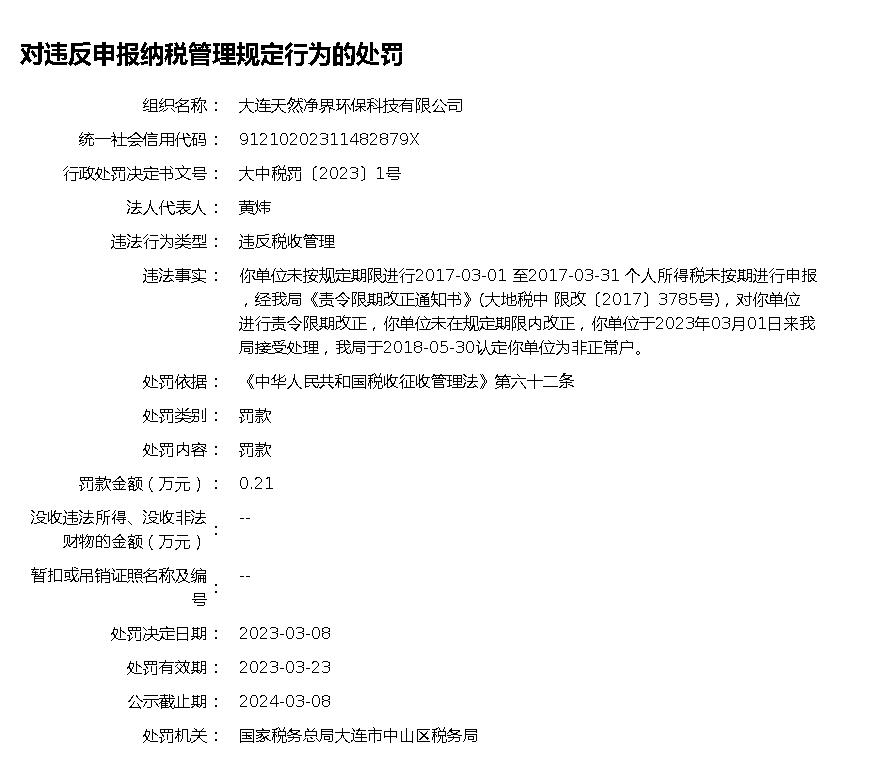 对违反申报纳税管理规定行为的处罚
组织名称： 大连天然净界环保科技有限公司
统一社会信用代码： 91210202311482879X
行政处罚决定书文号： 大中税罚〔2023〕1号
法人代表人： 黄炜
违法行为类型： 违反税收管理
违法事实： 你单位未按规定期限进行2017-03-01 至2017-03-31 个人所得税未按期进行申报
，经我局《责令限期改正通知书》(大地税中 限改〔2017〕3785号)，对你单位
进行责令限期改正，你单位未在规定期限内改正，你单位于2023年03月01日来我
局接受处理，我局于2018-05-30认定你单位为非正常户。
处罚依据： 《中华人民共和国税收征收管理法》第六十二条
处罚类别： 罚款
处罚内容： 罚款
罚款金额（万元）： 0.21
没收违法所得、没收非法
财物的金额（万元）： --
暂扣或吊销证照名称及编
号： --
处罚决定日期： 2023-03-08
处罚有效期： 2023-03-23
公示截止期： 2024-03-08
处罚机关： 国家税务总局大连市中山区税务局